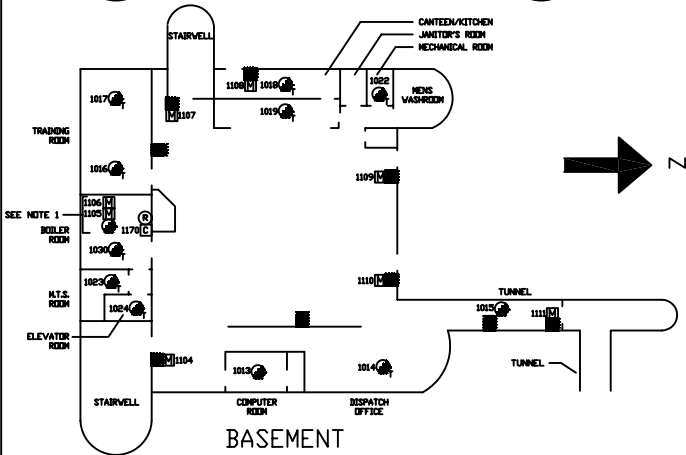 CANTEEN/KITCHEN
JANITOR'S ROOM
MECHANICAL ROOM
STAIRWELL
1108 M 1018 T
1022 T
1017 T
M 1107
1019 T
MENS
WASHROOM
TRAINING
ROOM
1016 T
1109 M
N
1106 M
1105 M
SEE NOTE 1
R
1170 C
BOILER
ROOM
1030 T
1023 T
1110 M
M.T.S.
ROOM
1024 T
TUNNEL
1015 T
1111 M
ELEVATOR
ROOM
M 1104
1013
1014 T
TUNNEL
STAIRWELL
COMPUTER
ROOM
DISPATCH
OFFICE
BASEMENT